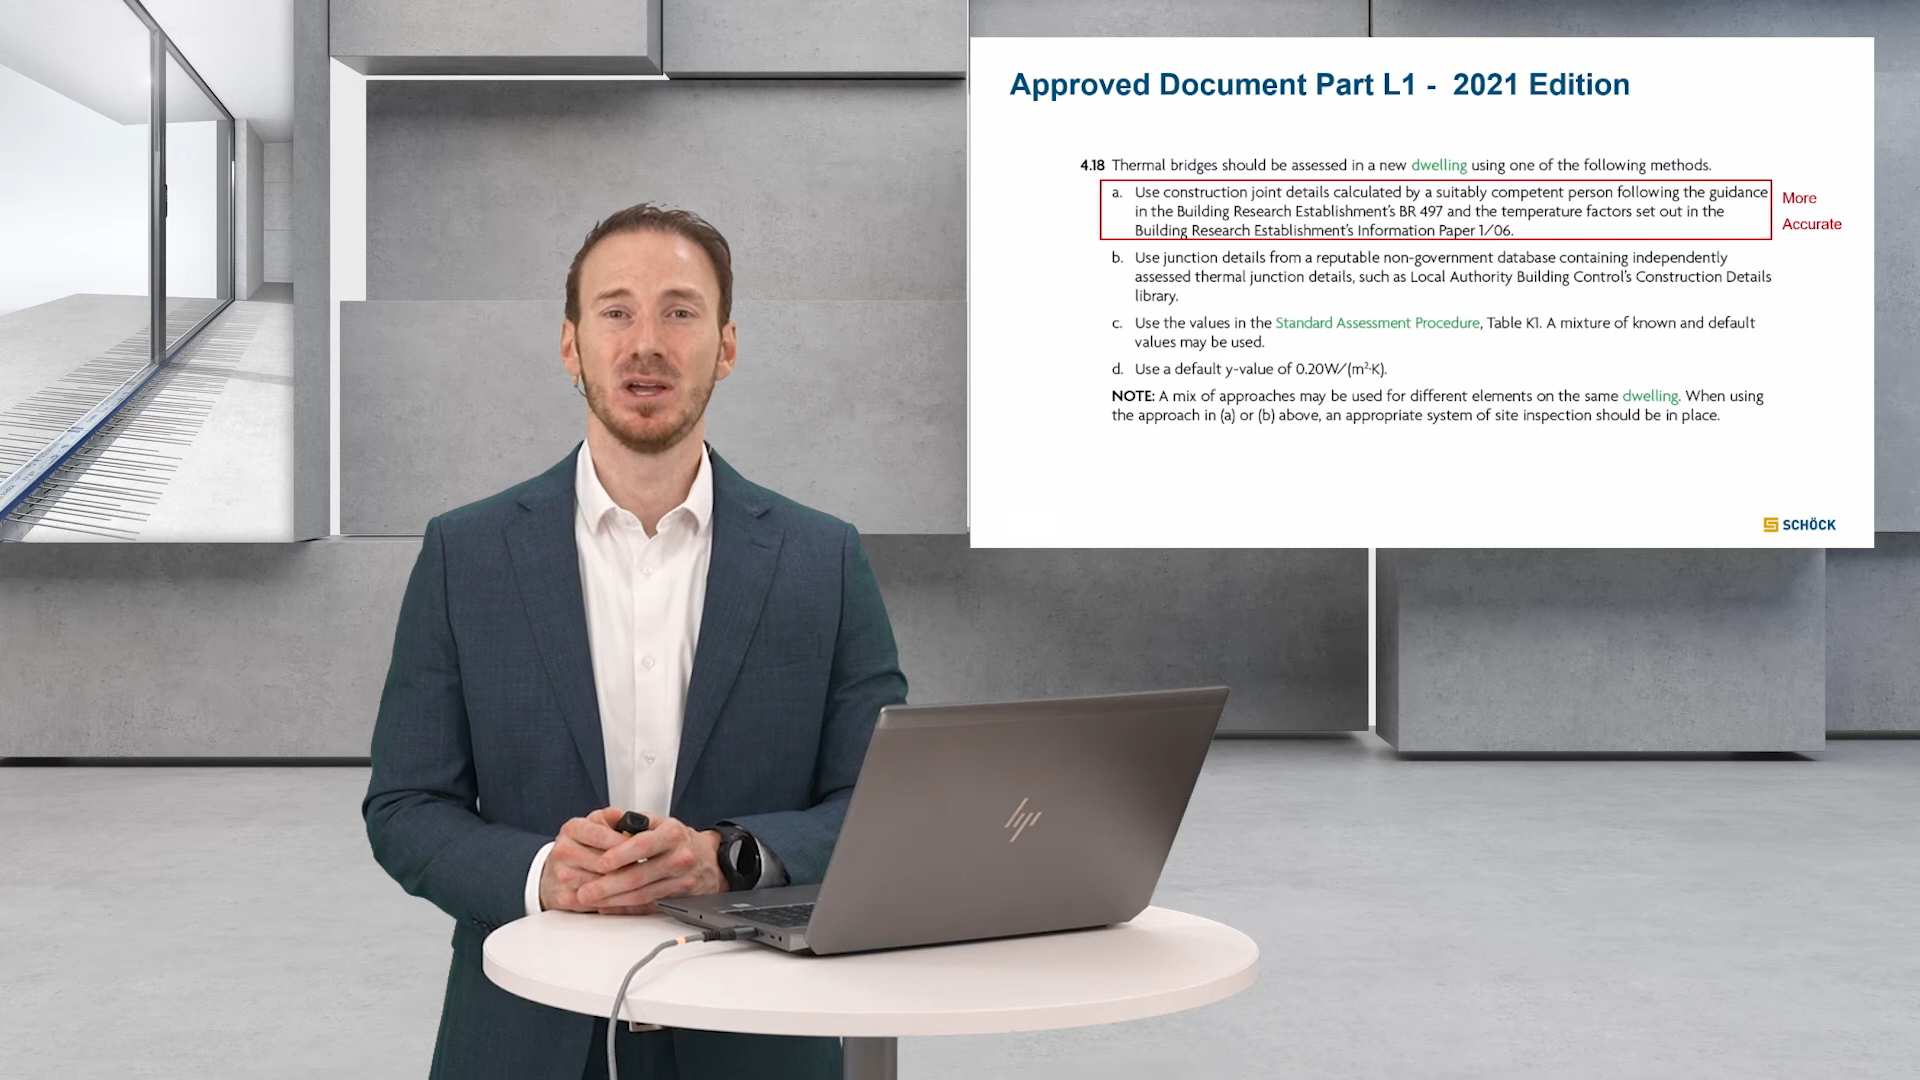 Approved Document Part L1 - 2021 Edition
4.18 Thermal bridges should be assessed in a new dwelling using one of the following methods.
a. Use construction joint details calculated by a suitably competent person following the guidance
in the Building Research Establishment's BR 497 and the temperature factors set out in the
Building Research Establishment's Information Paper 1/06.
More
Accurate
b. Use junction details from a reputable non-government database containing independently
assessed thermal junction details, such as Local Authority Building Control's Construction Details
library.
c. Use the values in the Standard Assessment Procedure, Table K1. A mixture of known and default
values may be used.
d. Use a default y-value of 0.20W/(m²·K).
NOTE: A mix of approaches may be used for different elements on the same dwelling. When using
the approach in (a) or (b) above, an appropriate system of site inspection should be in place.
SCHÖCK
hp